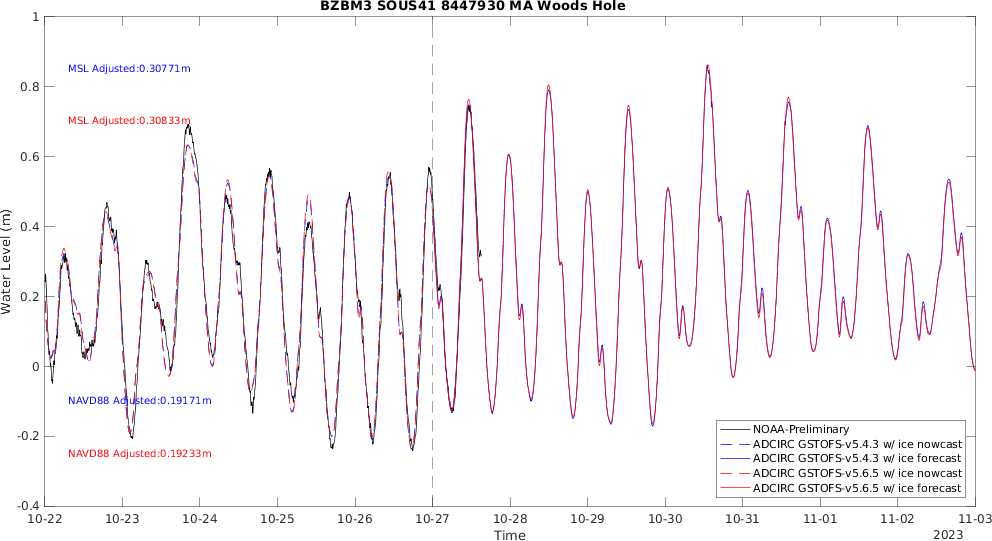 BZBM3 SOUS41 8447930 MA Woods Hole
Water Level (m)
1
0.8
0.6
0.4
0.2
0
-0.2
-0.4
MSL Adjusted:0.30771m
MSL Adjusted:0.30833m
NAVD88 Adjusted:0.19171m
NAVD88 Adjusted:0.19233m
NOAA-Preliminary
ADCIRC GSTOFS-v5.4.3 w/ ice nowcast
ADCIRC GSTOFS-v5.4.3 w/ ice forecast
ADCIRC GSTOFS-v5.6.5 w/ ice nowcast
ADCIRC GSTOFS-v5.6.5 w/ ice forecast
10-22 10-23 10-24 10-25 10-26 10-27 10-28 10-29 10-30 10-31 11-01 11-02 11-03
Time
2023